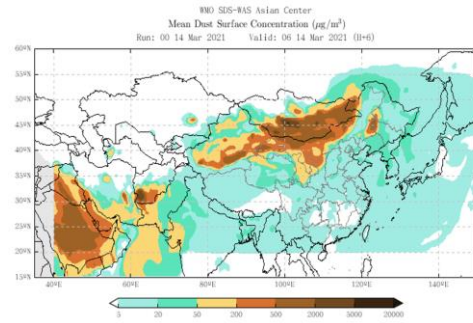 WMO SDS-WAS Asian Center
Mean Dust Surface Concentration (μg/m³)
Run: 00 14 Mar 2021 Valid: 06 14 Mar 2021 (H+6)
60°N
55°N
50°N
45°N
40°N
35°N
30°N
25°N
20°N
15°N
40°E 60°E 80°E 100°E 120°E 140°E
5 20 50 200 500 2000 5000 20000